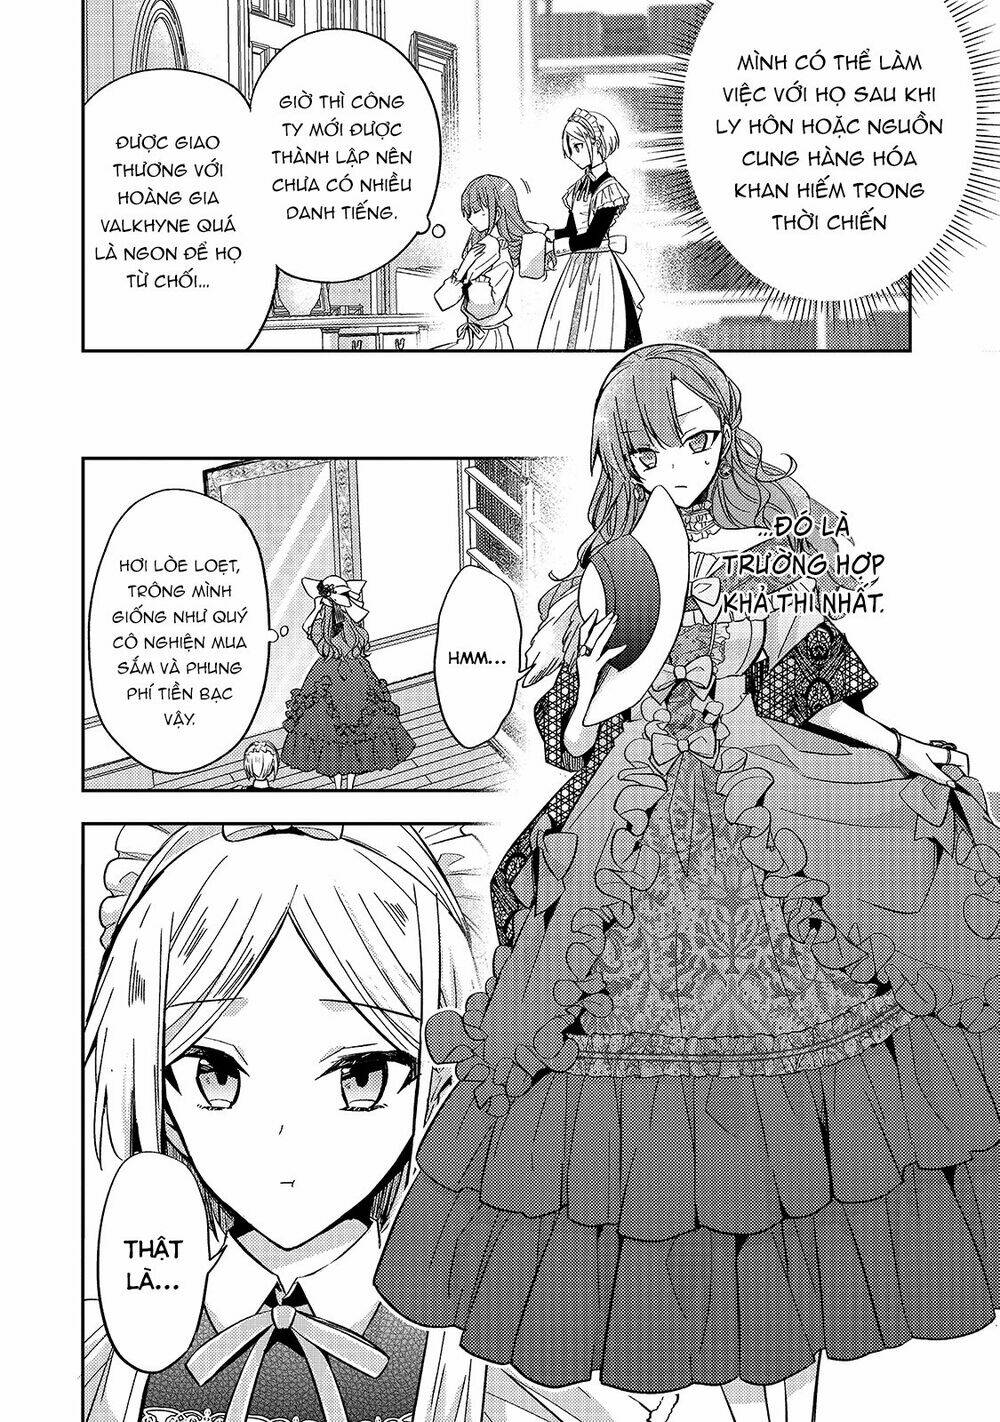 MÌNH CÓ THỂ LÀM
VIỆC VỚI HỌ SAU KHI
LY HÔN HOẶC NGUỒN
CUNG HÀNG HÓA
KHAN HIẾM TRONG
THỜI CHIẾN
GIỜ THÌ CÔNG
TY MỚI ĐƯỢC
THÀNH LẬP NÊN
CHƯA CÓ NHIỀU
DANH TIẾNG.
ĐƯỢC GIAO
THƯƠNG VỚI
HOÀNG GIA
VALKHYNE QUÁ
LÀ NGON ĐỂ HỌ
TỪ CHỐI...
...ĐÓ LÀ
TRƯỜNG HỢP
KHẢ THI NHẤT.
HMM...
HƠI LÒE LOẸT,
TRÔNG MÌNH
GIỐNG NHƯ QUÝ
CÔ NGHIỆN MUA
SẮM VÀ PHUNG
PHÍ TIỀN BẠC
VẬY.
THẬT
LÀ...